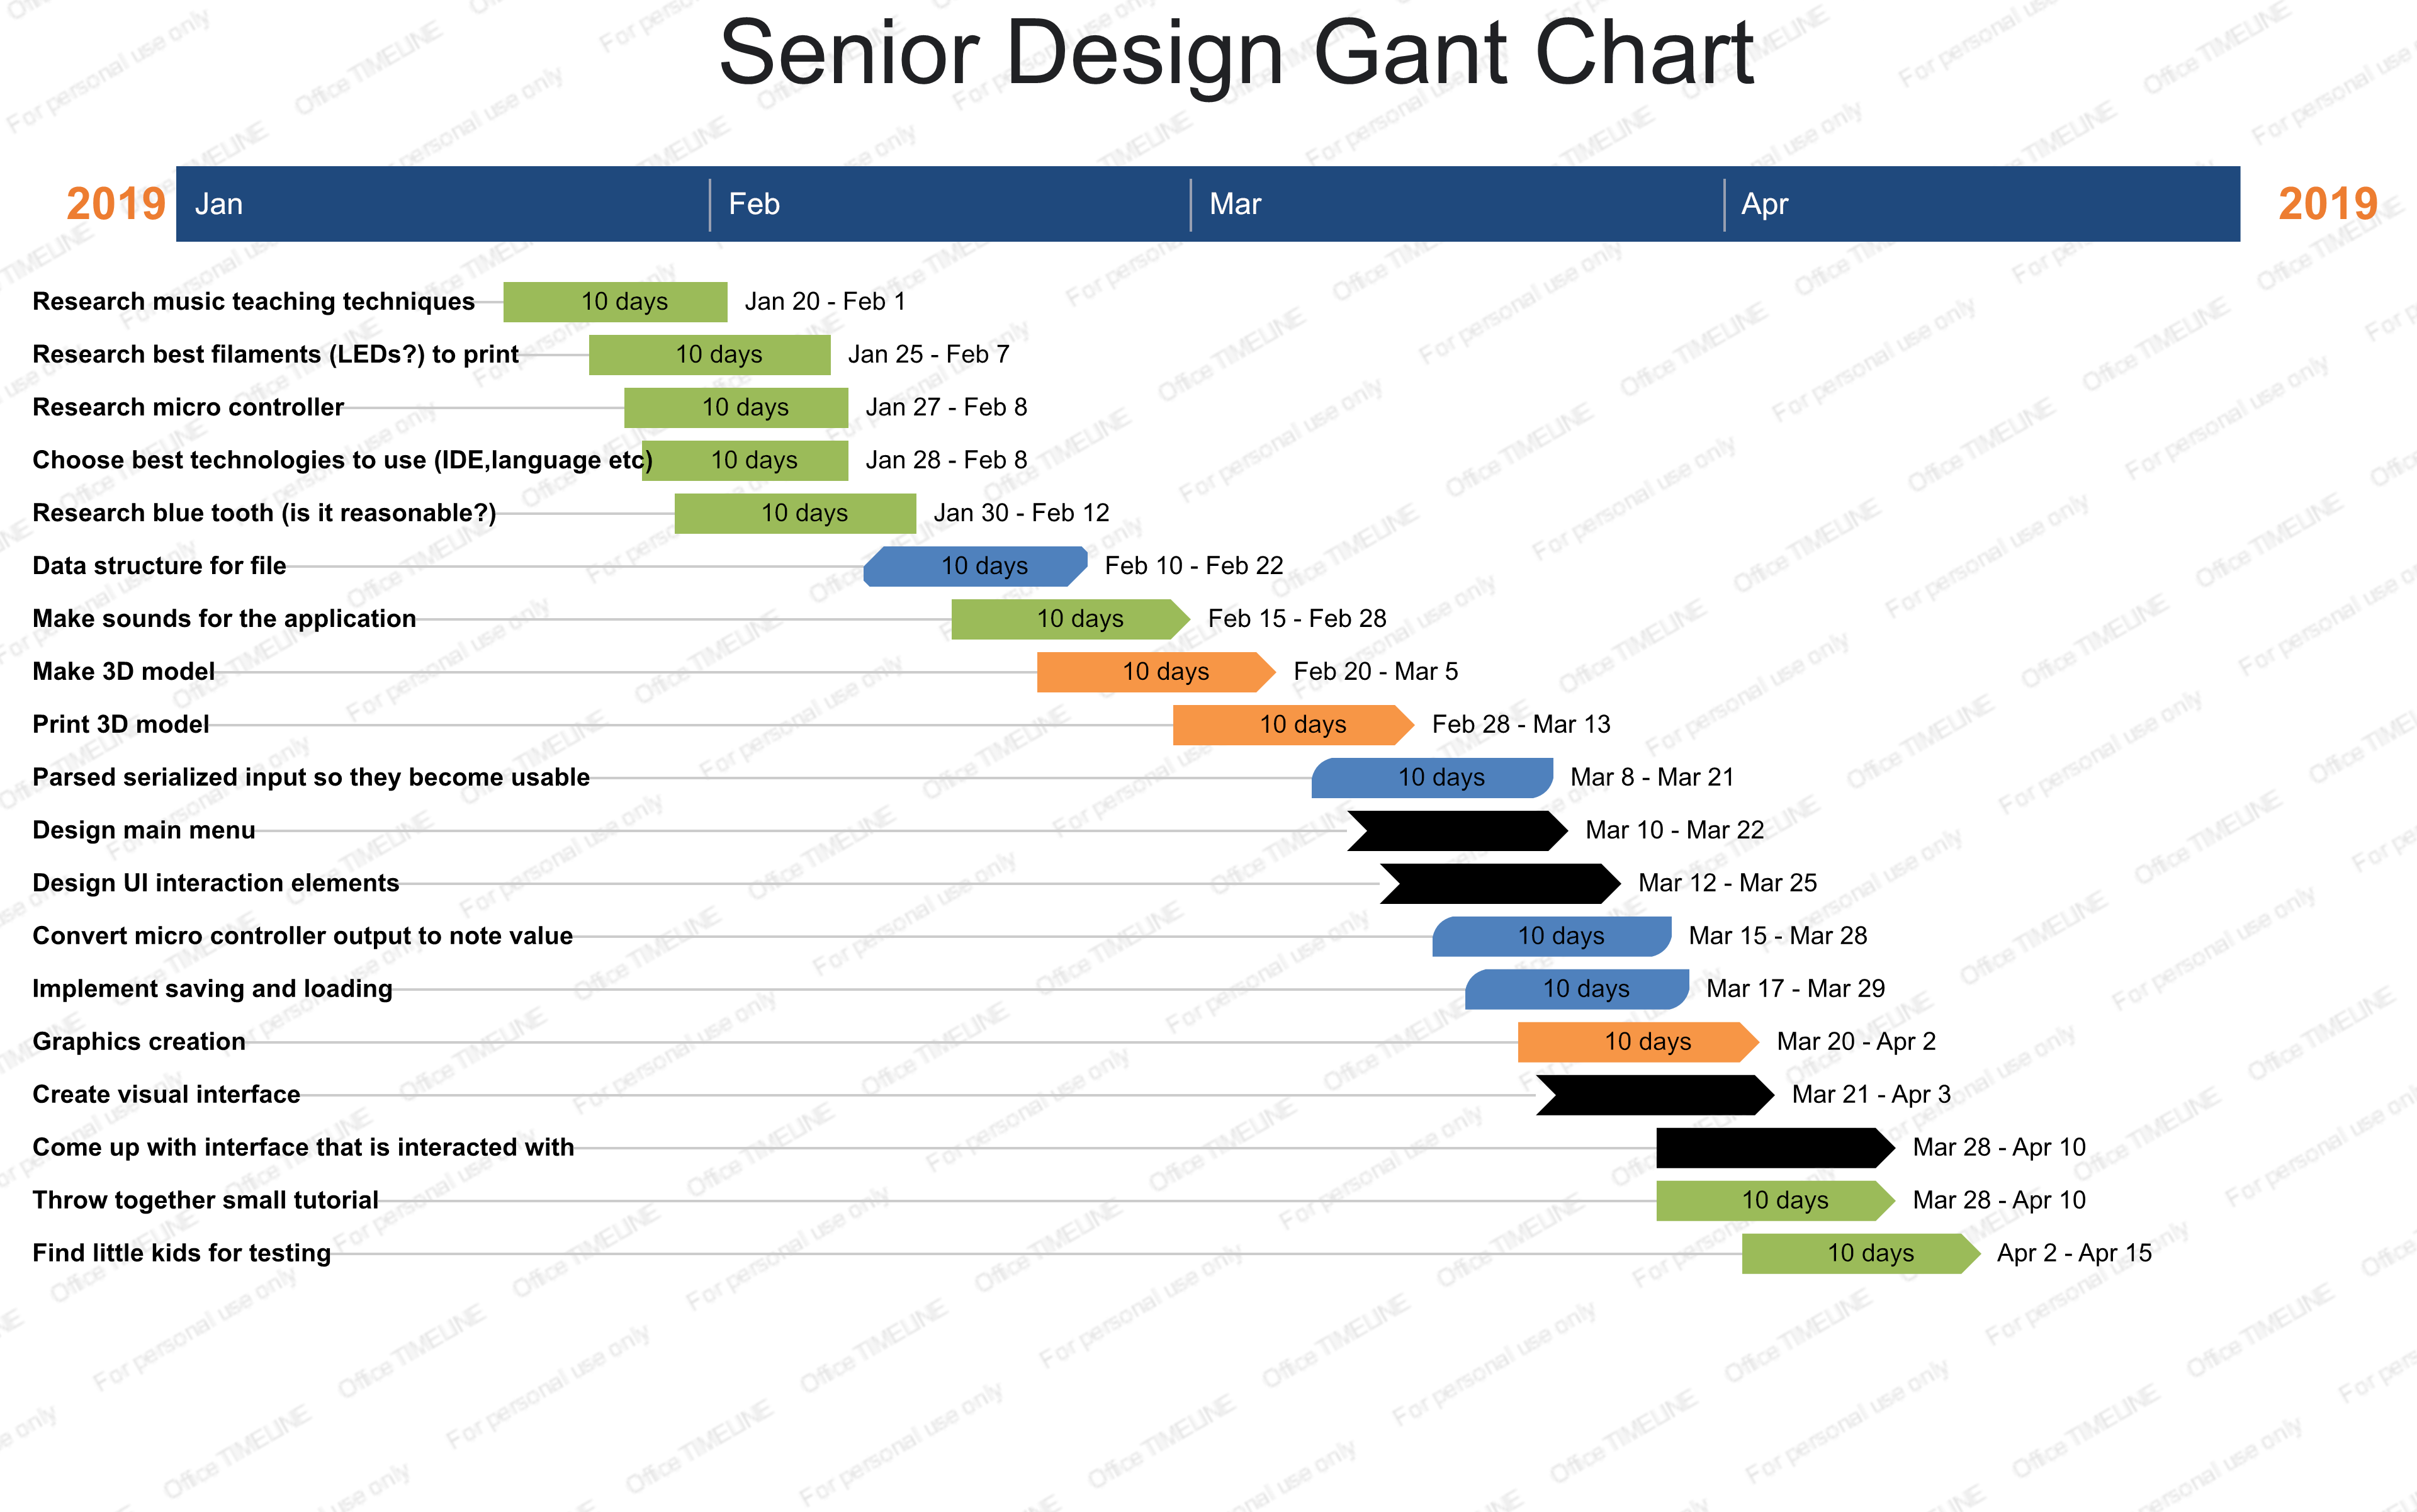 Senior Design Gant Chart
2019 Jan Feb Mar Apr 2019
Research music teaching techniques 10 days Jan 20 - Feb 1
Research best filaments (LEDs?) to print 10 days Jan 25 - Feb 7
Research micro controller 10 days Jan 27 - Feb 8
Choose best technologies to use (IDE,language etc) 10 days Jan 28 - Feb 8
Research blue tooth (is it reasonable?) 10 days Jan 30 - Feb 12
Data structure for file 10 days Feb 10 - Feb 22
Make sounds for the application 10 days Feb 15 - Feb 28
Make 3D model 10 days Feb 20 - Mar 5
Print 3D model 10 days Feb 28 - Mar 13
Parsed serialized input so they become usable 10 days Mar 8 - Mar 21
Design main menu Mar 10 - Mar 22
Design UI interaction elements Mar 12 - Mar 25
Convert micro controller output to note value 10 days Mar 15 - Mar 28
Implement saving and loading 10 days Mar 17 - Mar 29
Graphics creation 10 days Mar 20 - Apr 2
Create visual interface Mar 21 - Apr 3
Come up with interface that is interacted with Mar 28 - Apr 10
Throw together small tutorial 10 days Mar 28 - Apr 10
Find little kids for testing 10 days Apr 2 - Apr 15
For personal use only Office TIMELINE